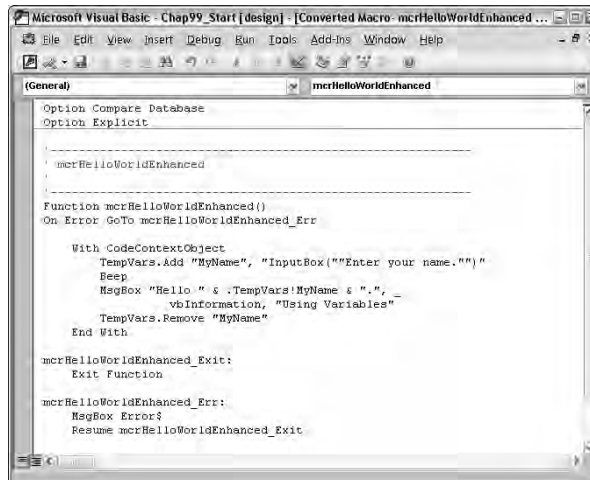 Microsoft Visual Basic - Chap99_Start [design] - [Converted Macro- mcrHelloWorldEnhanced ...
File Edit View Insert Debug Run Tools Add-Ins Window Help
(General) mcrHelloWorldEnhanced
Option Compare Database
Option Explicit
'------------------------------------------------------------
' mcrHelloWorldEnhanced
'
'------------------------------------------------------------
Function mcrHelloWorldEnhanced()
On Error GoTo mcrHelloWorldEnhanced_Err
With CodeContextObject
TempVars.Add "MyName", "InputBox(""Enter your name."")"
Beep
MsgBox "Hello " & .TempVars!MyName & ".", _
vbInformation, "Using Variables"
TempVars.Remove "MyName"
End With
mcrHelloWorldEnhanced_Exit:
Exit Function
mcrHelloWorldEnhanced_Err:
MsgBox Error$
Resume mcrHelloWorldEnhanced_Exit